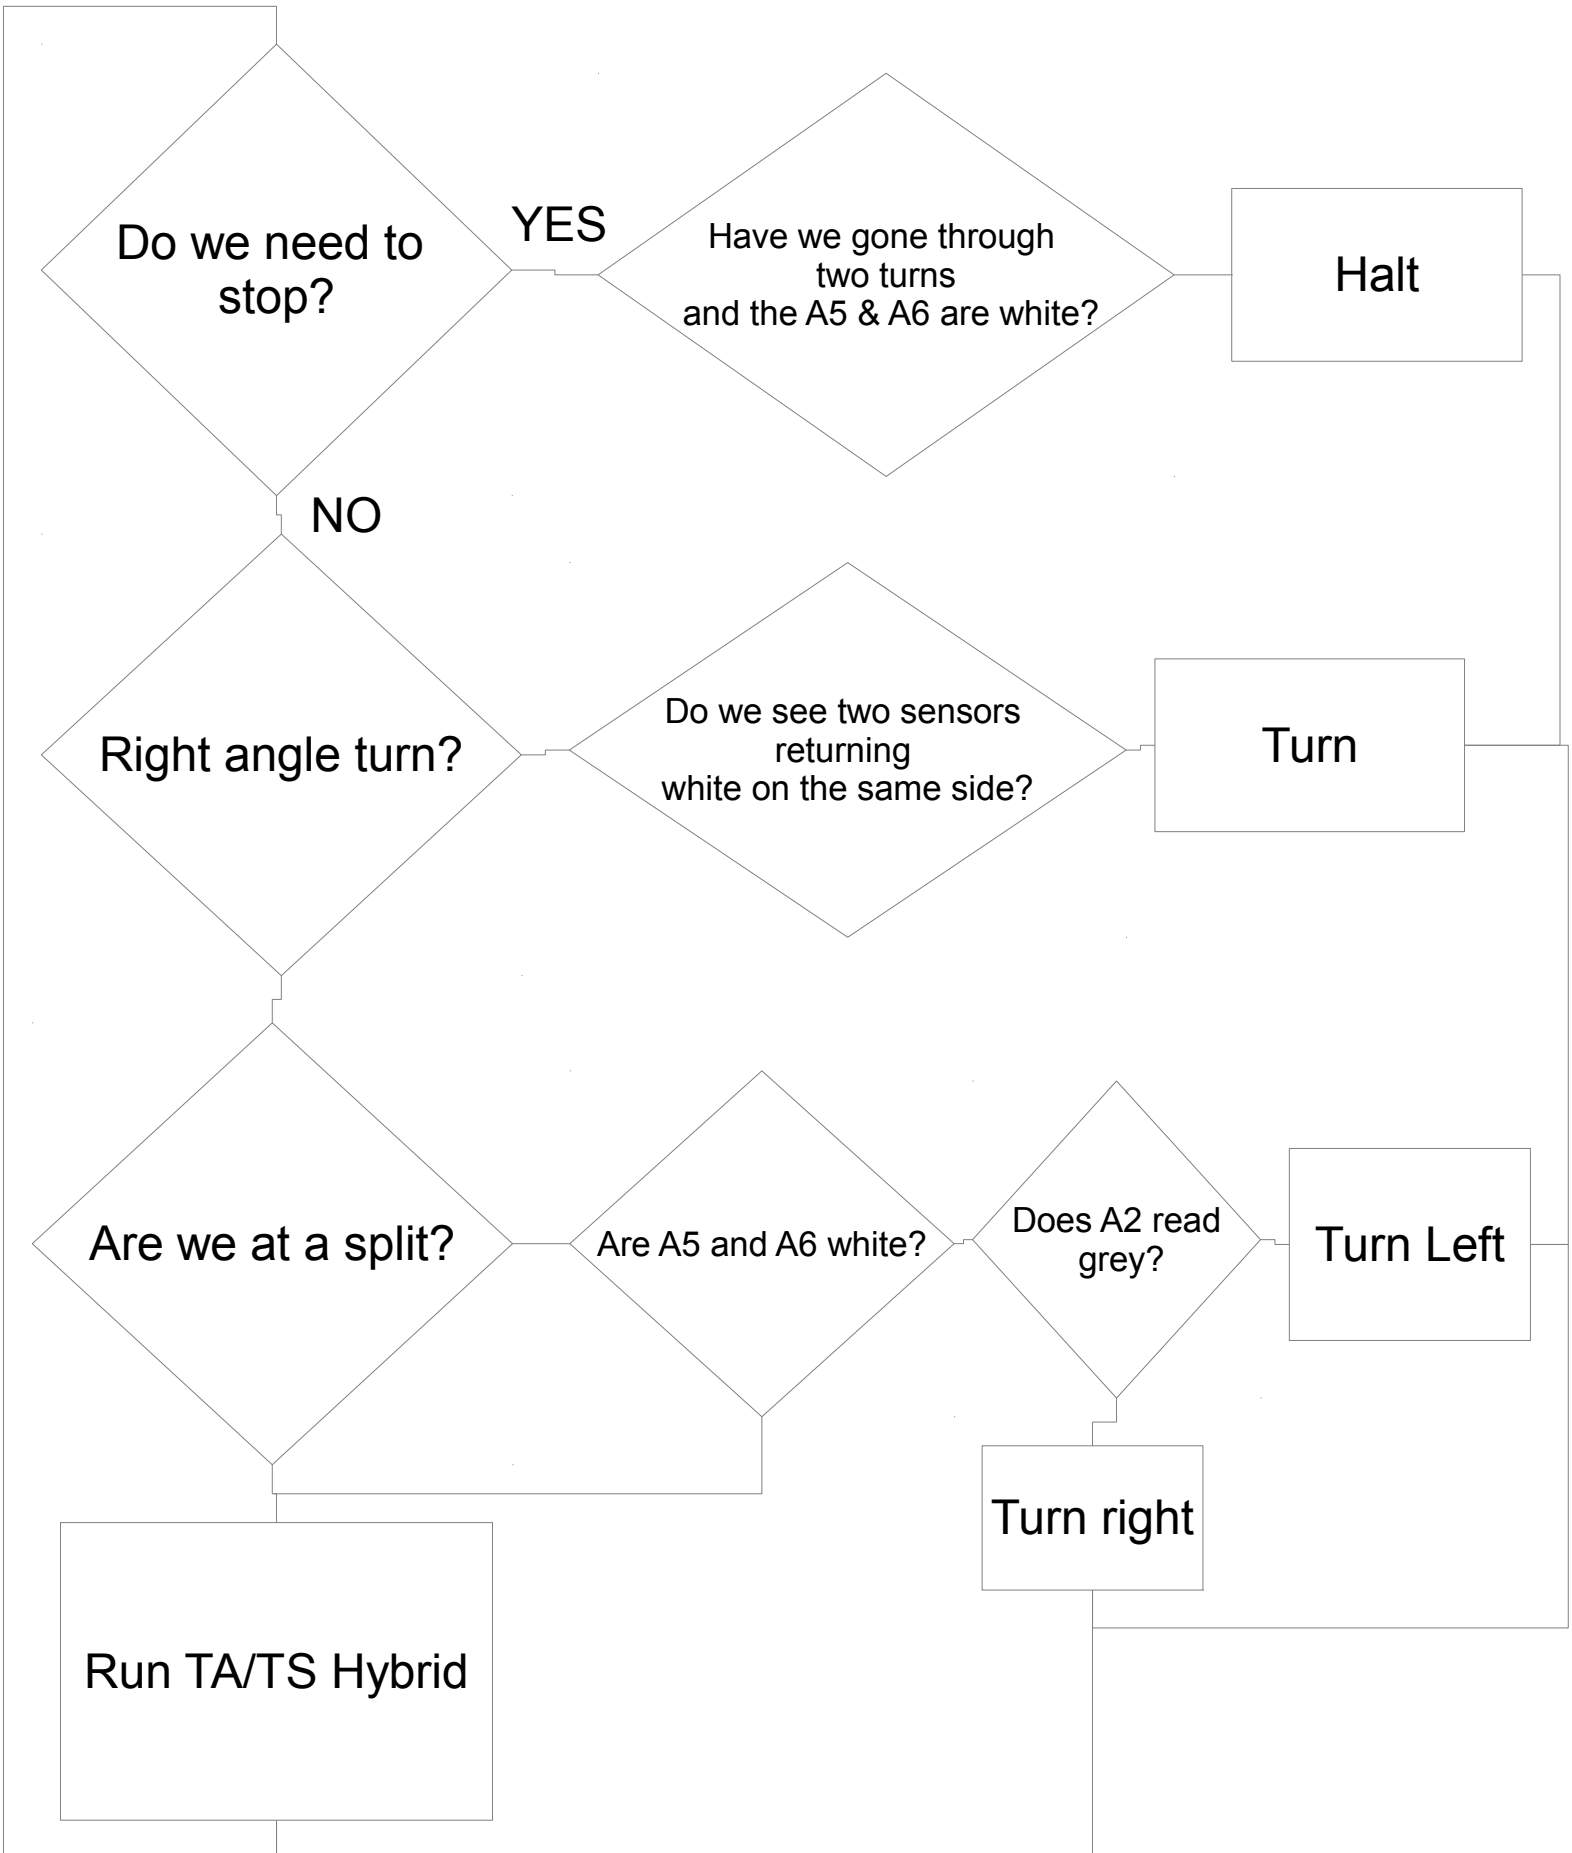 Do we need to
stop?
YES
Have we gone through
two turns
and the A5 & A6 are white?
Halt
NO
Right angle turn?
Do we see two sensors
returning
white on the same side?
Turn
Are we at a split?
Are A5 and A6 white?
Does A2 read
grey?
Turn Left
Turn right
Run TA/TS Hybrid